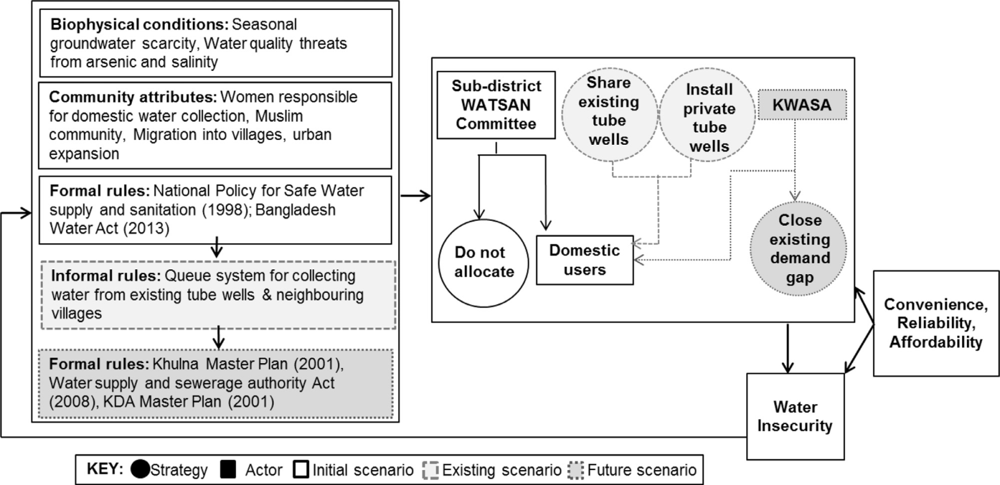 Biophysical conditions: Seasonal
groundwater scarcity, Water quality threats
from arsenic and salinity
Community attributes: Women responsible
for domestic water collection, Muslim
community, Migration into villages, urban
expansion
Formal rules: National Policy for Safe Water
supply and sanitation (1998); Bangladesh
Water Act (2013)
Informal rules: Queue system for collecting
water from existing tube wells & neighbouring
villages
Formal rules: Khulna Master Plan (2001),
Water supply and sewerage authority Act
(2008), KDA Master Plan (2001)
Sub-district
WATSAN
Committee
Share
existing
tube
wells
Install
private
tube
wells
KWASA
Do not
allocate
Domestic
users
Close
existing
demand
gap
Convenience,
Reliability,
Affordability
Water
Insecurity
KEY: Strategy Actor Initial scenario Existing scenario Future scenario